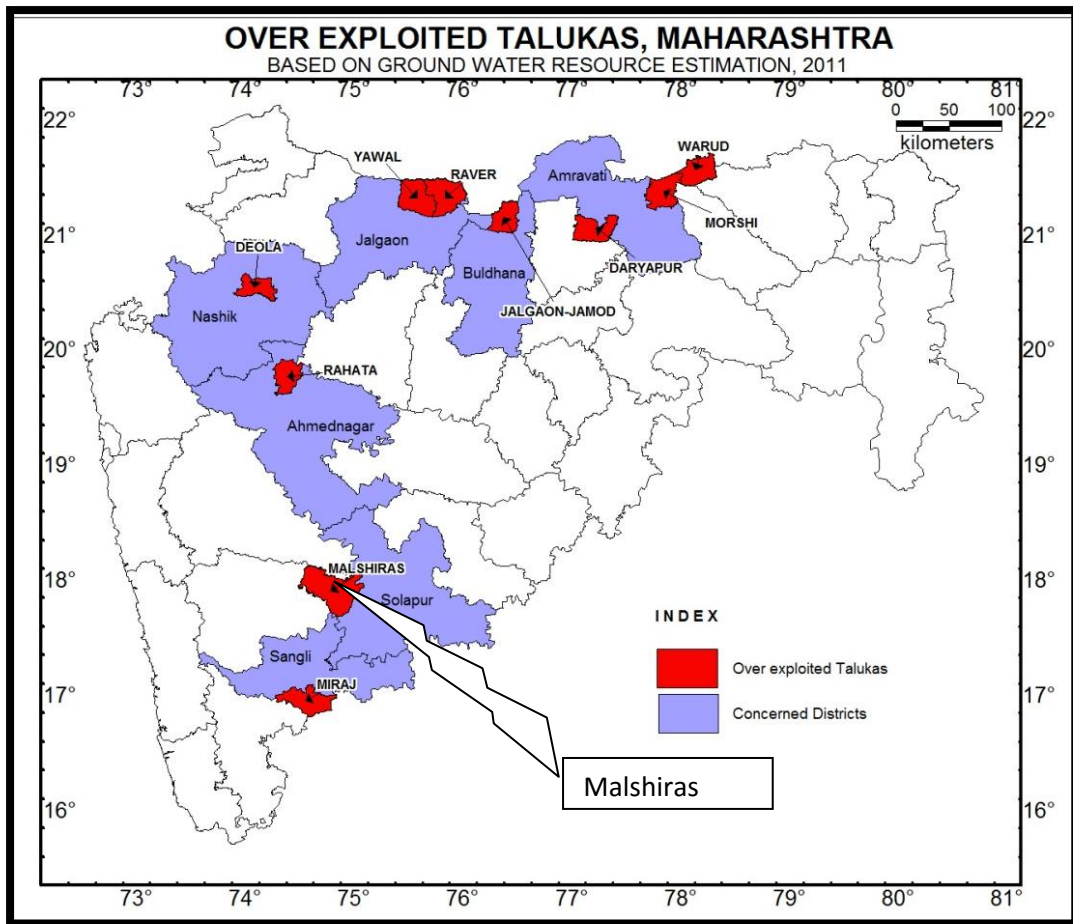 OVER EXPLOITED TALUKAS, MAHARASHTRA
BASED ON GROUND WATER RESOURCE ESTIMATION, 2011
73° 74° 75° 76° 77° 78° 79° 80° 81°
0 50 100
kilometers
22° 22°
WARUD
YAWAL
RAVER
Amravati
MORSHI
21° 21°
DEOLA
Jalgaon
DARYAPUR
Buldhana
JALGAON-JAMOD
Nashik
20° 20°
RAHATA
Ahmednagar
19° 19°
MALSHIRAS
18° 18°
Solapur
INDEX
Sangli
Over exploited Talukas
MIRAJ
17° 17°
Concerned Districts
Malshiras
16° 16°
73° 74° 75° 76° 77° 78° 79° 80° 81°